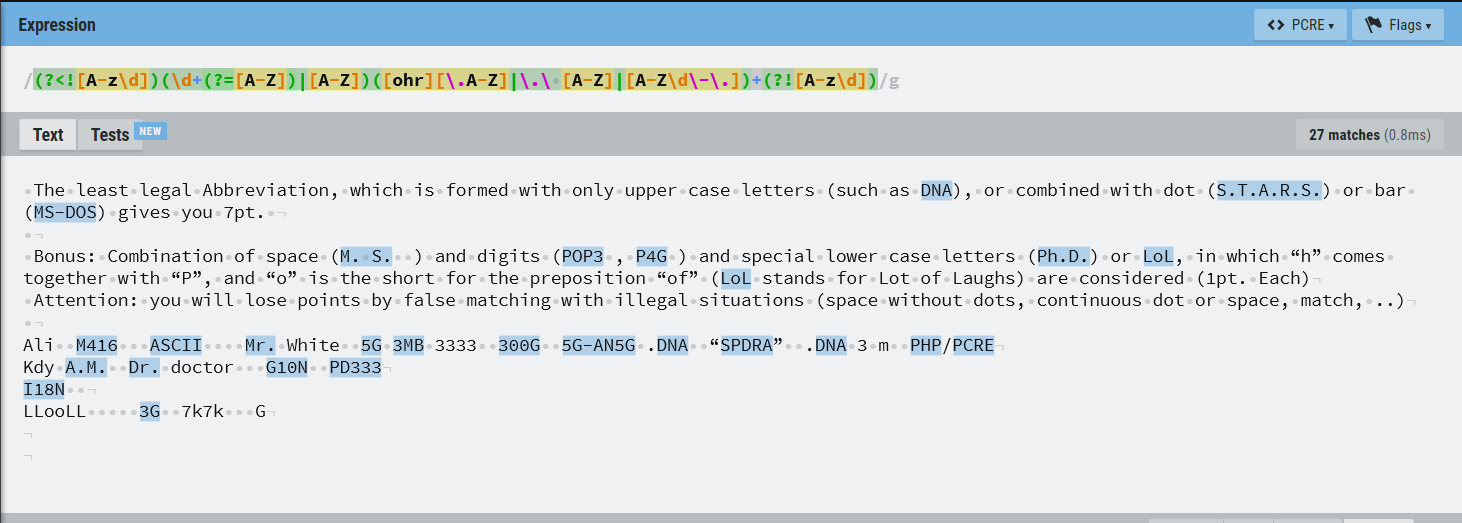 Expression
<> PCRE ▾
Flags ▾
/(?<![A-z\d])(\d+(?=[A-Z])|[A-Z])([ohr][\.A-Z]|\.\ [A-Z]|[A-Z\d\-\.])+(?![A-z\d])/g
Text
Tests
NEW
27 matches (0.8ms)
The least legal Abbreviation, which is formed with only upper case letters (such as DNA), or combined with dot (S.T.A.R.S.) or bar
(MS-DOS) gives you 7pt.
Bonus: Combination of space (M. S.  ) and digits (POP3 , P4G ) and special lower case letters (Ph.D.) or LoL, in which “h” comes
together with “P”, and “o” is the short for the preposition “of” (LoL stands for Lot of Laughs) are considered (1pt. Each)
Attention: you will lose points by false matching with illegal situations (space without dots, continuous dot or space, match, ..)
Ali  M416   ASCII    Mr. White  5G 3MB 3333  300G  5G-AN5G .DNA  “SPDRA”  .DNA 3 m  PHP/PCRE
Kdy A.M.  Dr. doctor   G10N  PD333
I18N
LLooLL     3G  7k7k   G